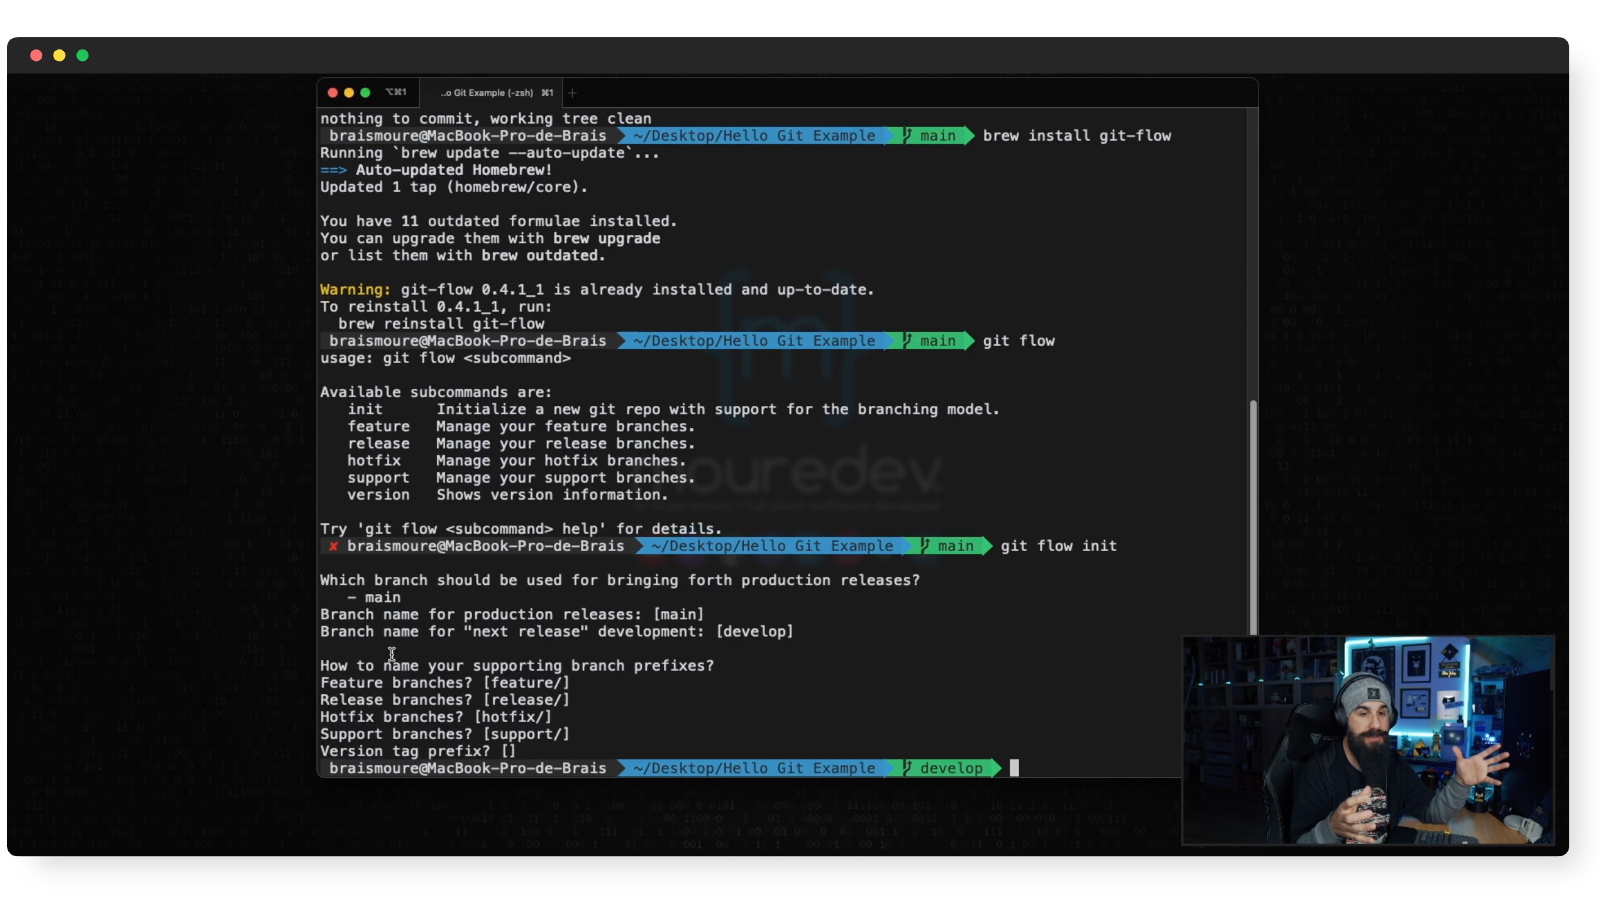 ⌥⌘1 ..o Git Example (-zsh) ⌘1 +
nothing to commit, working tree clean
braismoure@MacBook-Pro-de-Brais ~/Desktop/Hello Git Example main brew install git-flow
Running `brew update --auto-update`...
==> Auto-updated Homebrew!
Updated 1 tap (homebrew/core).
You have 11 outdated formulae installed.
You can upgrade them with brew upgrade
or list them with brew outdated.
Warning: git-flow 0.4.1_1 is already installed and up-to-date.
To reinstall 0.4.1_1, run:
brew reinstall git-flow
braismoure@MacBook-Pro-de-Brais ~/Desktop/Hello Git Example main git flow
usage: git flow <subcommand>
Available subcommands are:
init Initialize a new git repo with support for the branching model.
feature Manage your feature branches.
release Manage your release branches.
hotfix Manage your hotfix branches.
support Manage your support branches.
version Shows version information.
Try 'git flow <subcommand> help' for details.
✘ braismoure@MacBook-Pro-de-Brais ~/Desktop/Hello Git Example main git flow init
Which branch should be used for bringing forth production releases?
- main
Branch name for production releases: [main]
Branch name for "next release" development: [develop]
How to name your supporting branch prefixes?
Feature branches? [feature/]
Release branches? [release/]
Hotfix branches? [hotfix/]
Support branches? [support/]
Version tag prefix? []
braismoure@MacBook-Pro-de-Brais ~/Desktop/Hello Git Example develop
{m}
mouredev